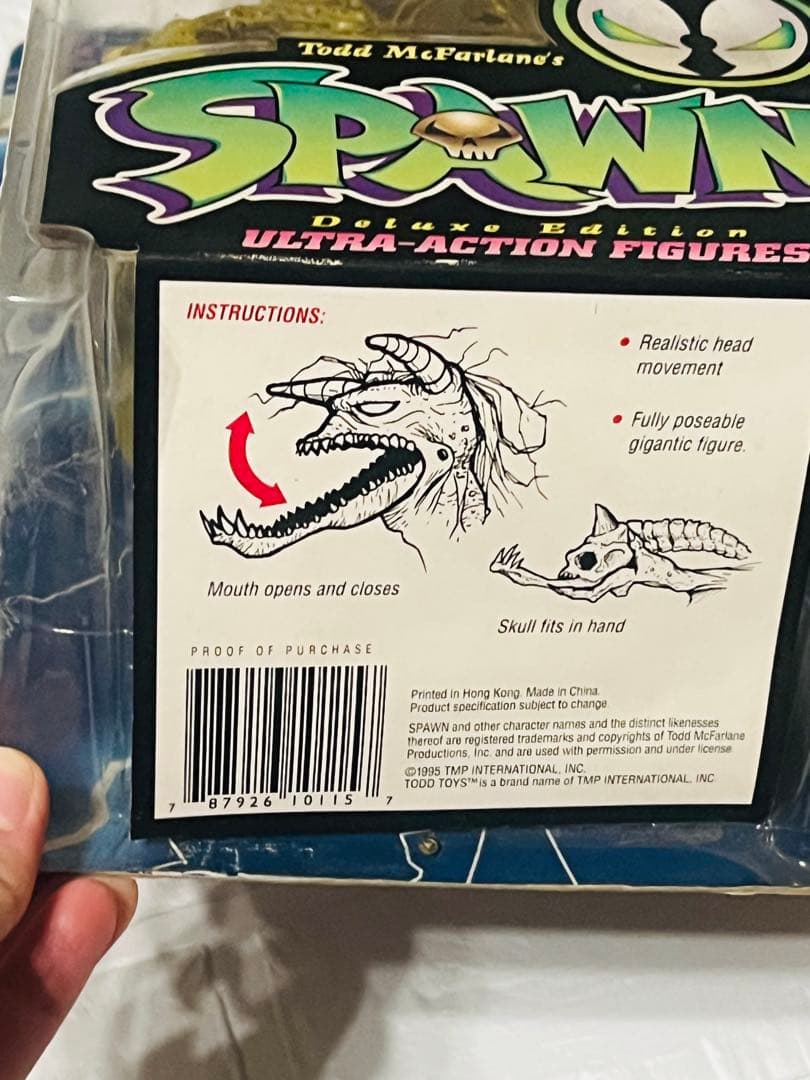 Todd McFarlane's
SPAWN
Deluxe Edition
ULTRA-ACTION FIGURES
INSTRUCTIONS:
• Realistic head
movement
• Fully poseable
gigantic figure.
Mouth opens and closes
Skull fits in hand
PROOF OF PURCHASE
7 87926 10115 7
Printed in Hong Kong. Made in China.
Product specification subject to change.
SPAWN and other character names and the distinct likenesses
thereof are registered trademarks and copyrights of Todd McFarlane
Productions, Inc. and are used with permission and under license
©1995 TMP INTERNATIONAL, INC.
TODD TOYS™ is a brand name of TMP INTERNATIONAL, INC.